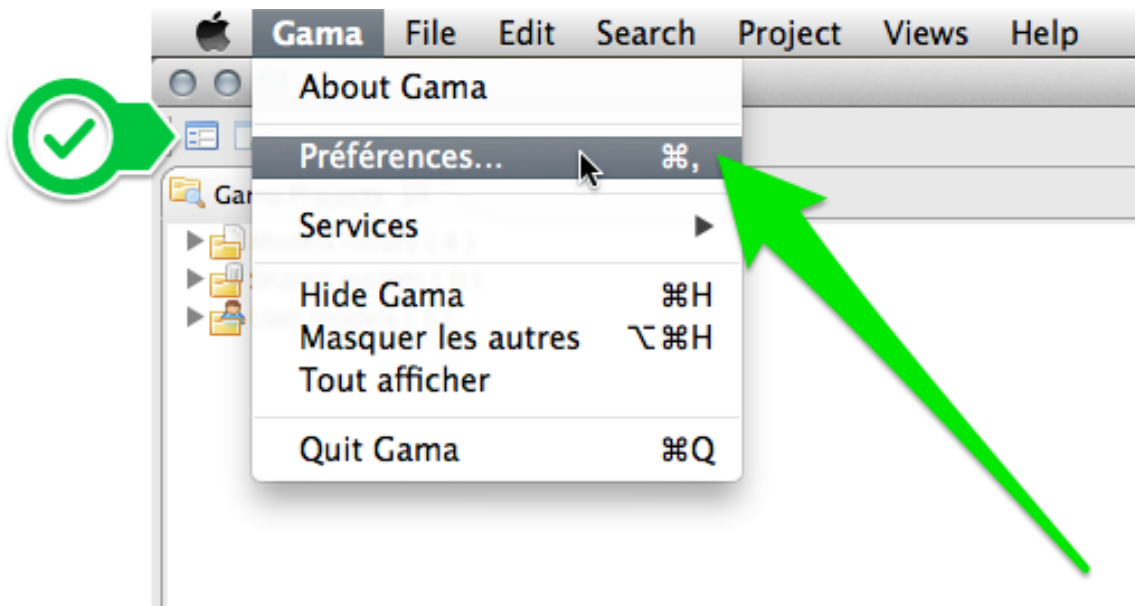 Gama File Edit Search Project Views Help
About Gama
Préférences... ⌘,
Gam
Services
Hide Gama ⌘H
Masquer les autres ⌥⌘H
Tout afficher
Quit Gama ⌘Q